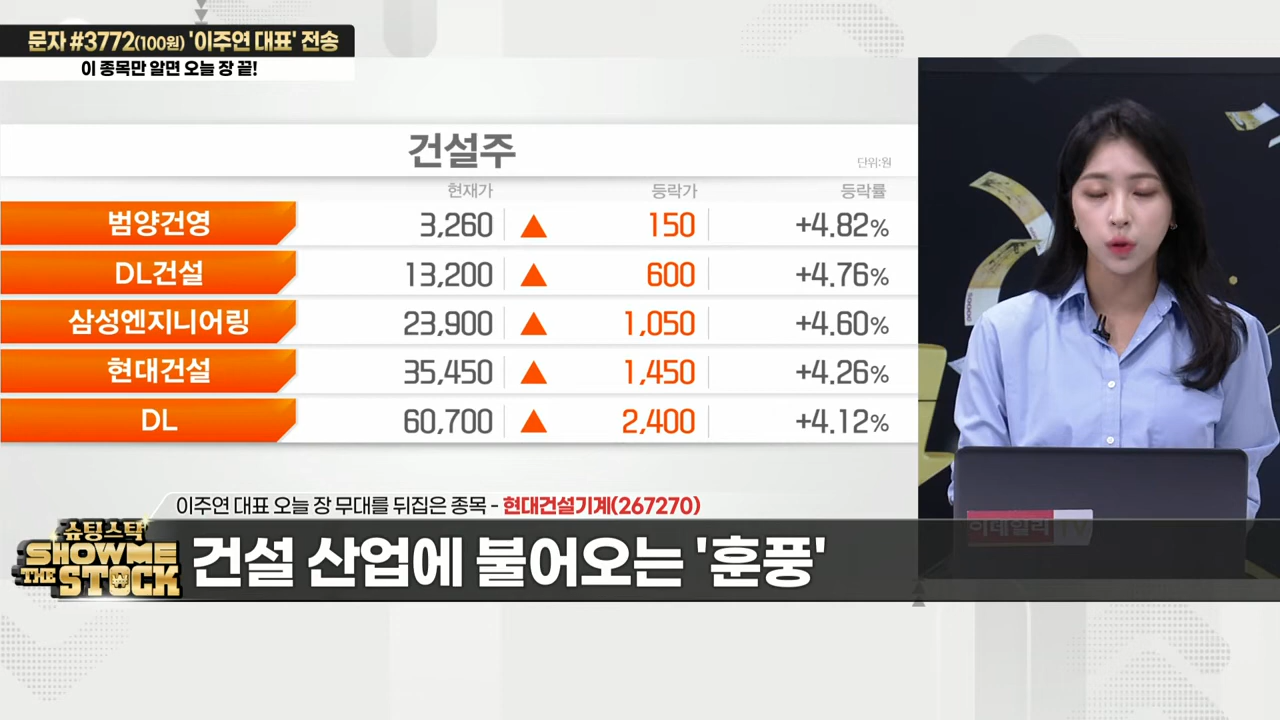 문자 #3772(100원) '이주연 대표' 전송
이 종목만 알면 오늘 장 끝!
건설주
단위:원
현재가 등락가 등락률
범양건영 3,260 ▲ 150 +4.82%
DL건설 13,200 ▲ 600 +4.76%
삼성엔지니어링 23,900 ▲ 1,050 +4.60%
현대건설 35,450 ▲ 1,450 +4.26%
DL 60,700 ▲ 2,400 +4.12%
이주연 대표 오늘 장 무대를 뒤집은 종목 - 현대건설기계(267270)
슈팅스탁
SHOW ME
THE STOCK
건설 산업에 불어오는 '훈풍'
이데일리 TV